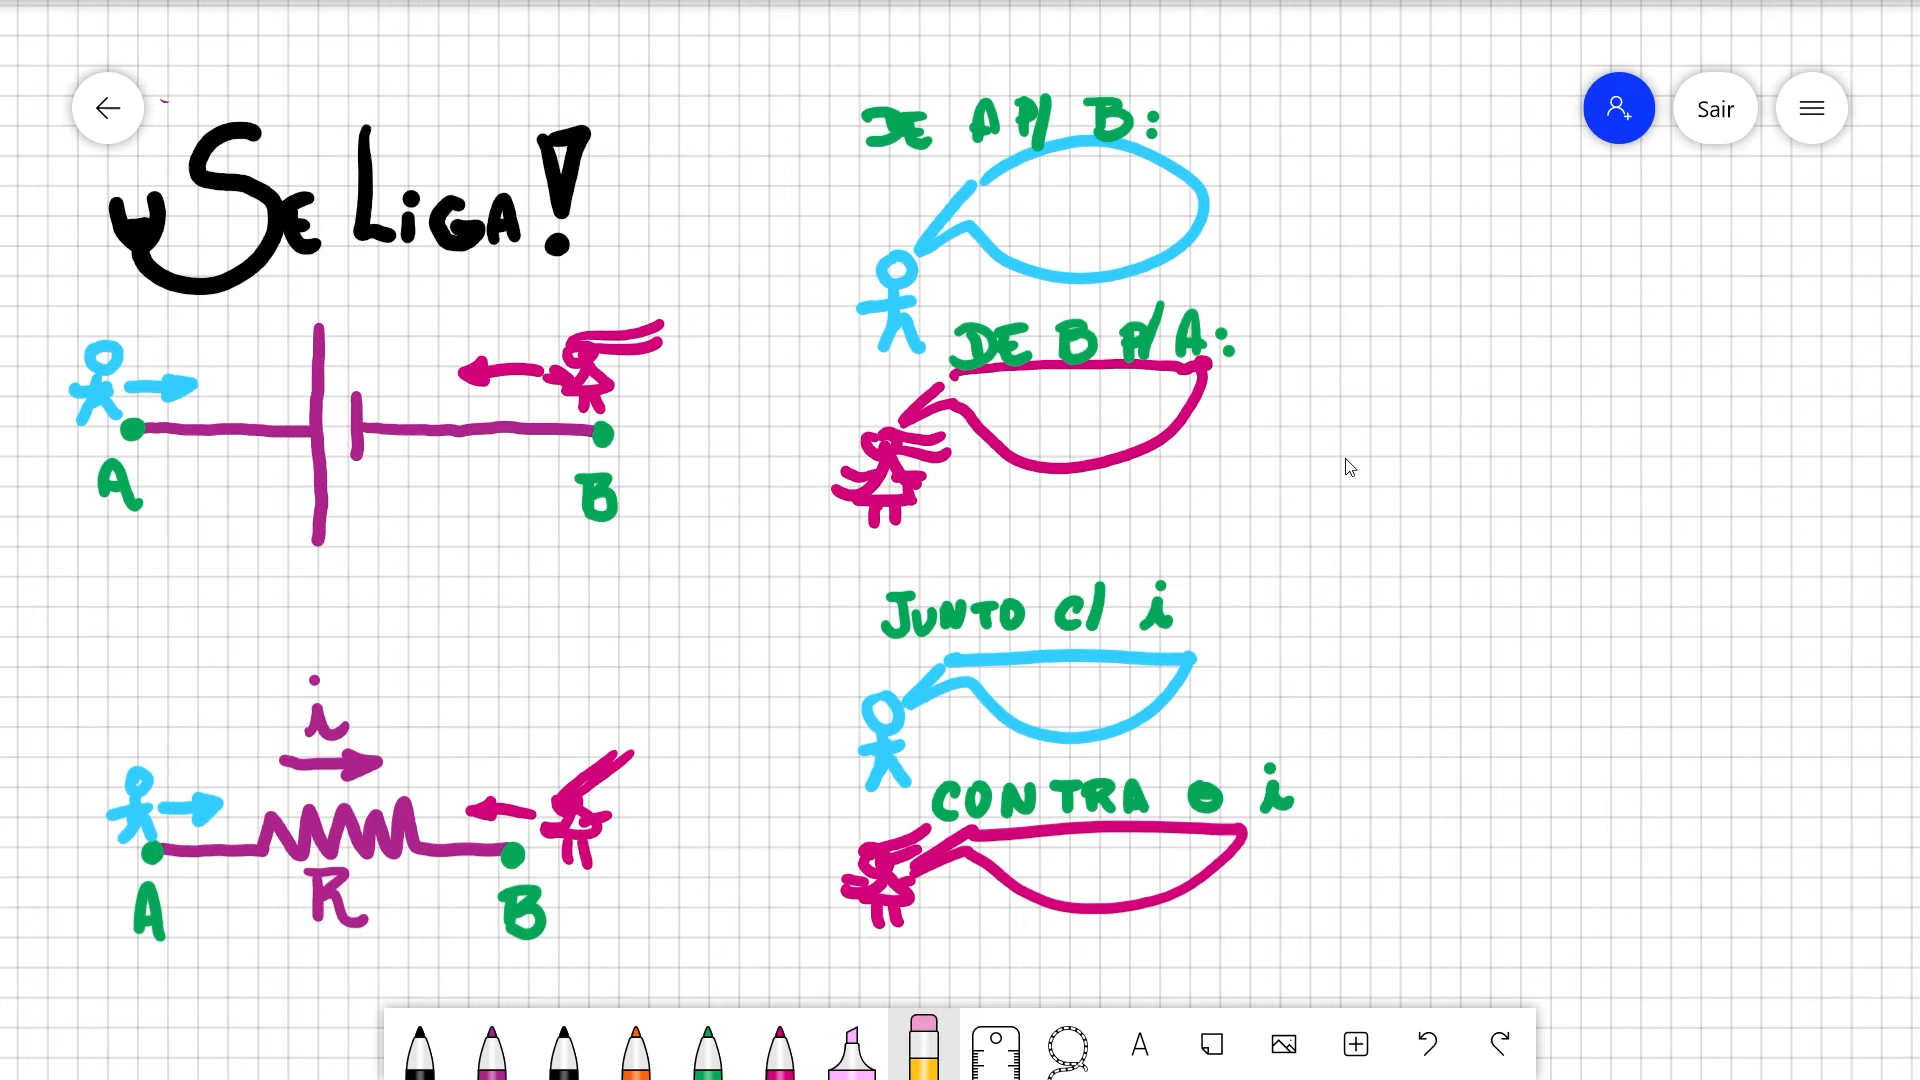 SE LIGA!
A
B
i
R
A
B
DE A P/ B:
DE B P/ A:
JUNTO C/ i
CONTRA O i
Sair
A